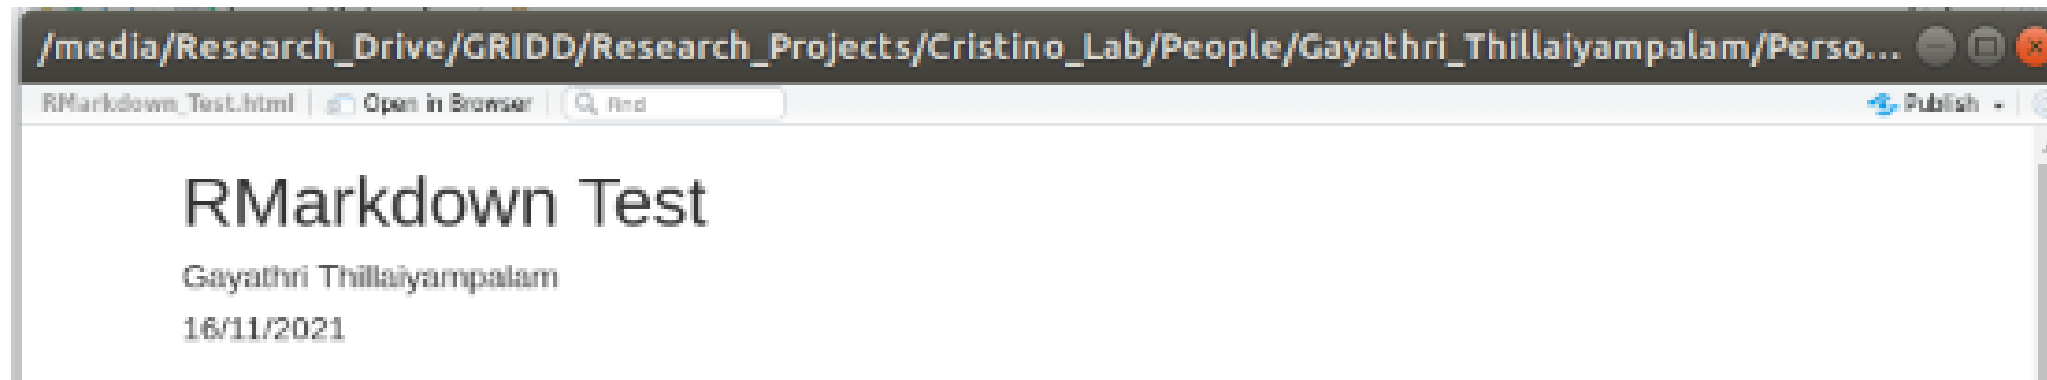 /media/Research_Drive/GRIDD/Research_Projects/Cristino_Lab/People/Gayathri_Thillaiyampalam/Perso...
RMarkdown_Test.html Open in Browser Find Publish
RMarkdown Test
Gayathri Thillaiyampalam
16/11/2021